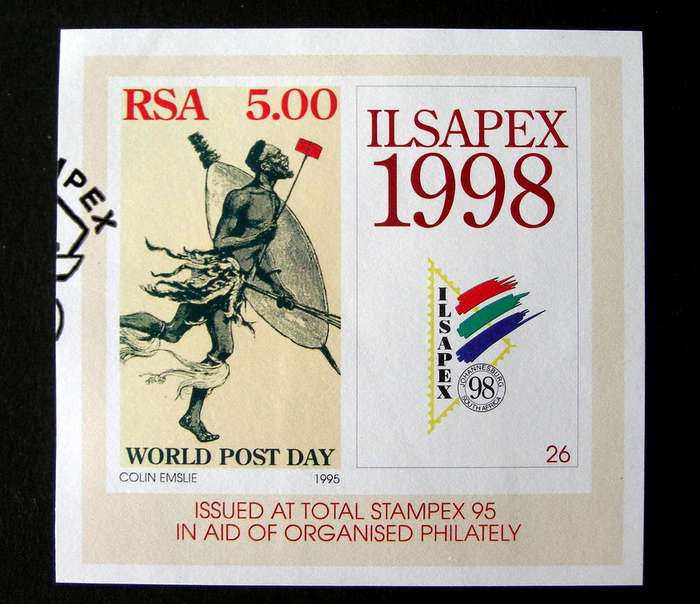 RSA 5.00
WORLD POST DAY
COLIN EMSLIE 1995
ILSAPEX
1998
ILSAPEX
JOHANNESBURG
98
SOUTH AFRICA
26
ISSUED AT TOTAL STAMPEX 95
IN AID OF ORGANISED PHILATELY
MPEX